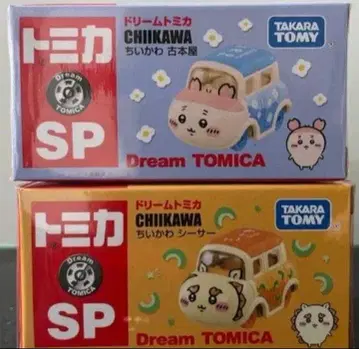 トミカ
Dream
TOMICA
SP
ドリームトミカ
CHIIKAWA
ちいかわ 古本屋
TAKARA
TOMY
Dream TOMICA
トミカ
Dream
TOMICA
SP
ドリームトミカ
CHIIKAWA
ちいかわ シーサー
TAKARA
TOMY
Dream TOMICA